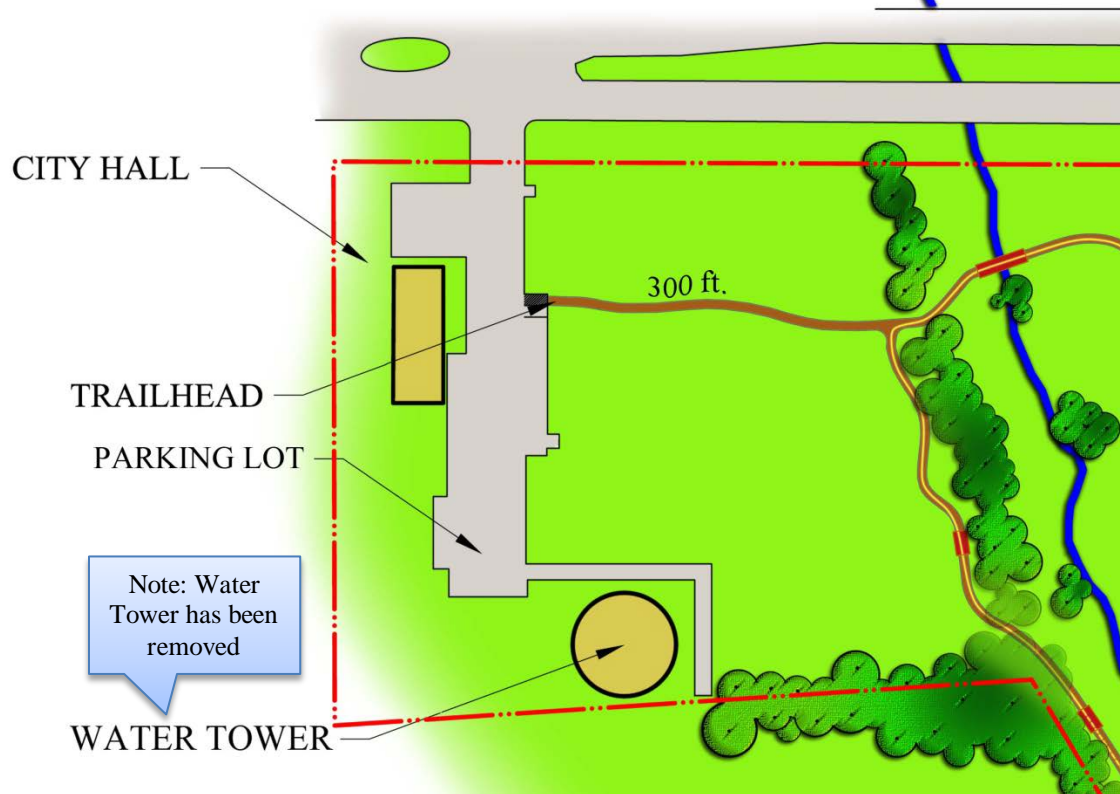 CITY HALL
300 ft.
TRAILHEAD
PARKING LOT
Note: Water
Tower has been
removed
WATER TOWER